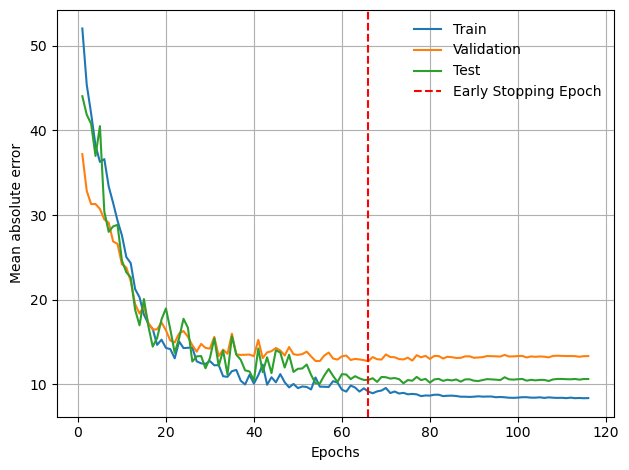 Train
Validation
Test
Early Stopping Epoch
Mean absolute error
50
40
30
20
10
0 20 40 60 80 100 120
Epochs